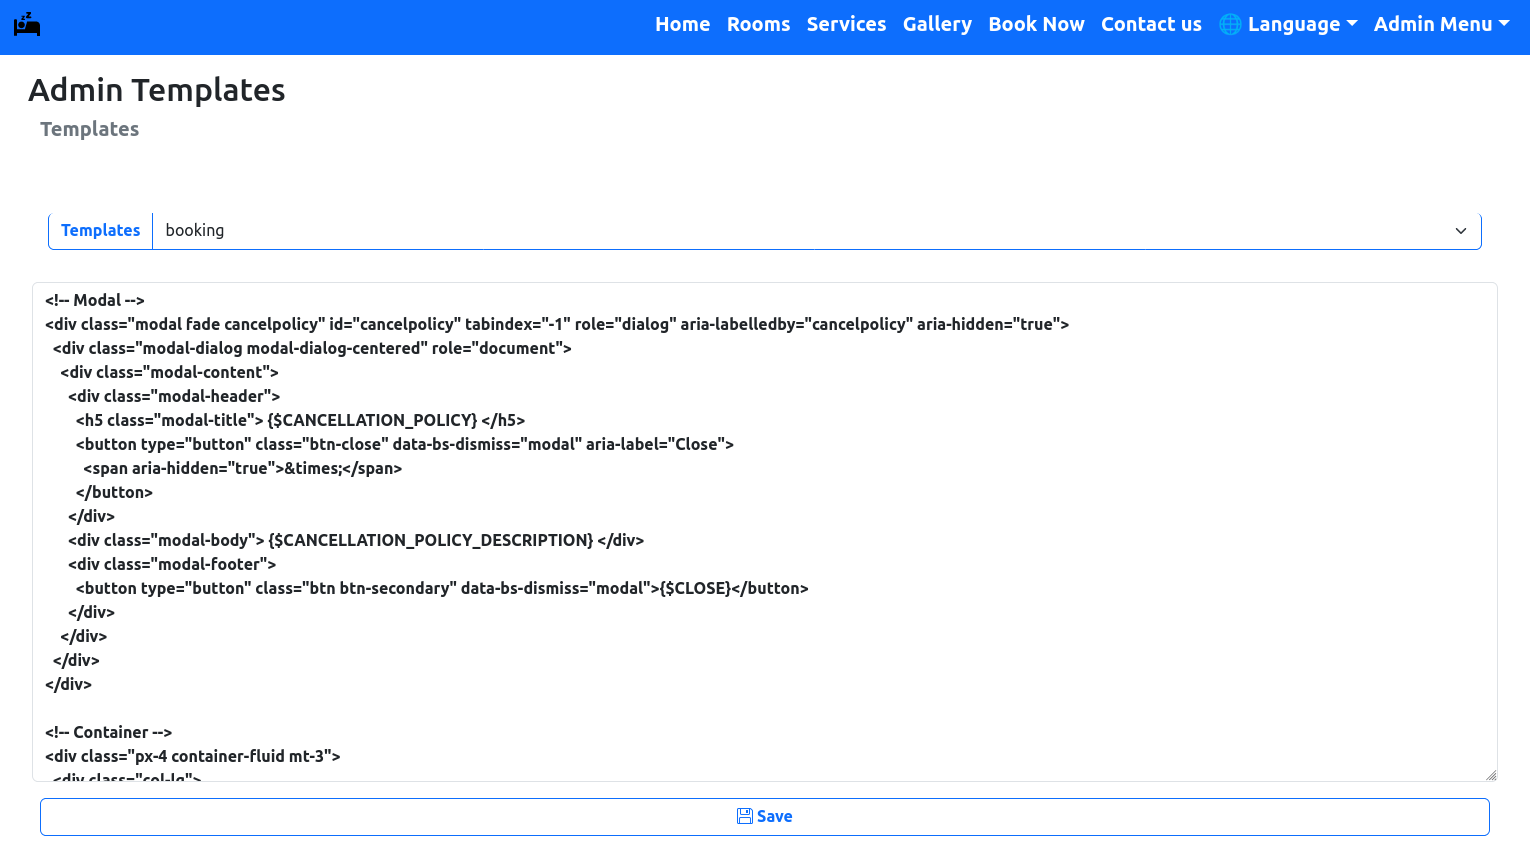 Home Rooms Services Gallery Book Now Contact us 🌐 Language Admin Menu
Admin Templates
Templates
Templates booking
<!-- Modal -->
<div class="modal fade cancelpolicy" id="cancelpolicy" tabindex="-1" role="dialog" aria-labelledby="cancelpolicy" aria-hidden="true">
  <div class="modal-dialog modal-dialog-centered" role="document">
    <div class="modal-content">
      <div class="modal-header">
        <h5 class="modal-title"> {$CANCELLATION_POLICY} </h5>
        <button type="button" class="btn-close" data-bs-dismiss="modal" aria-label="Close">
          <span aria-hidden="true">&times;</span>
        </button>
      </div>
      <div class="modal-body"> {$CANCELLATION_POLICY_DESCRIPTION} </div>
      <div class="modal-footer">
        <button type="button" class="btn btn-secondary" data-bs-dismiss="modal">{$CLOSE}</button>
      </div>
    </div>
  </div>
</div>

<!-- Container -->
<div class="px-4 container-fluid mt-3">
  <div class="col-lg">
Save